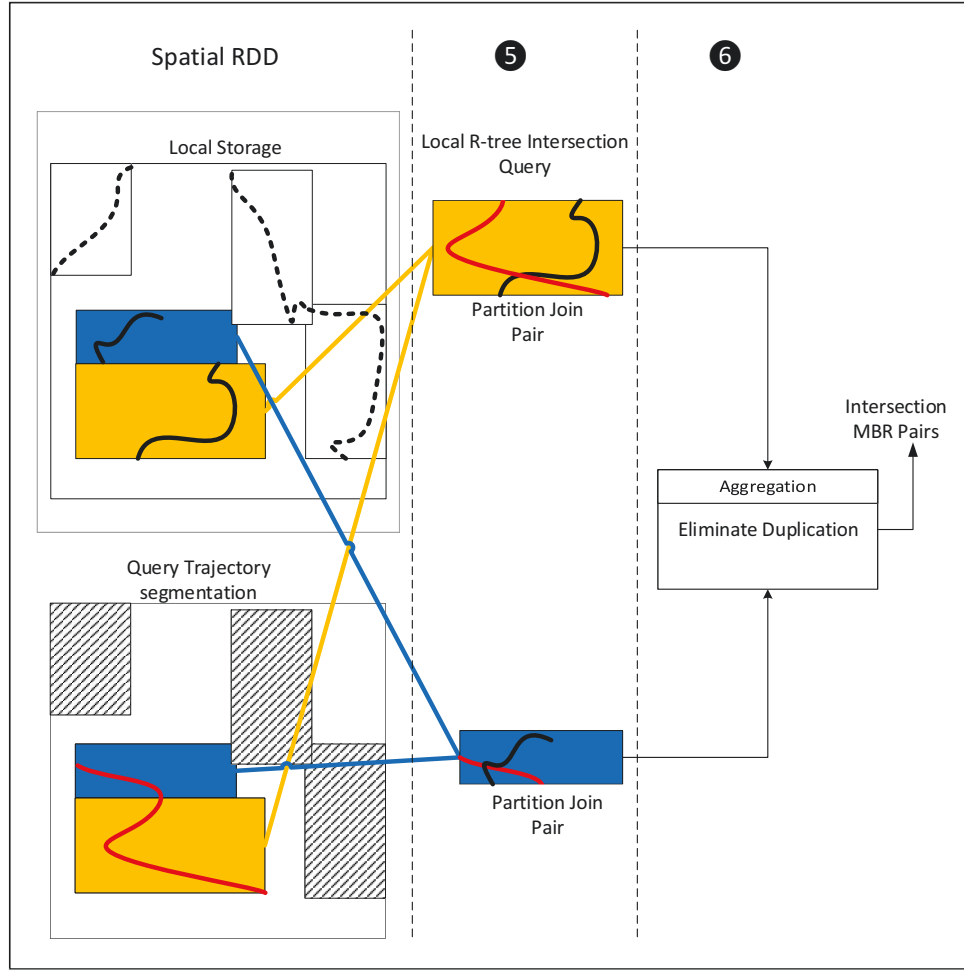 Spatial RDD
5
6
Local Storage
Local R-tree Intersection
Query
Partition Join
Pair
Intersection
MBR Pairs
Aggregation
Eliminate Duplication
Query Trajectory
segmentation
Partition Join
Pair